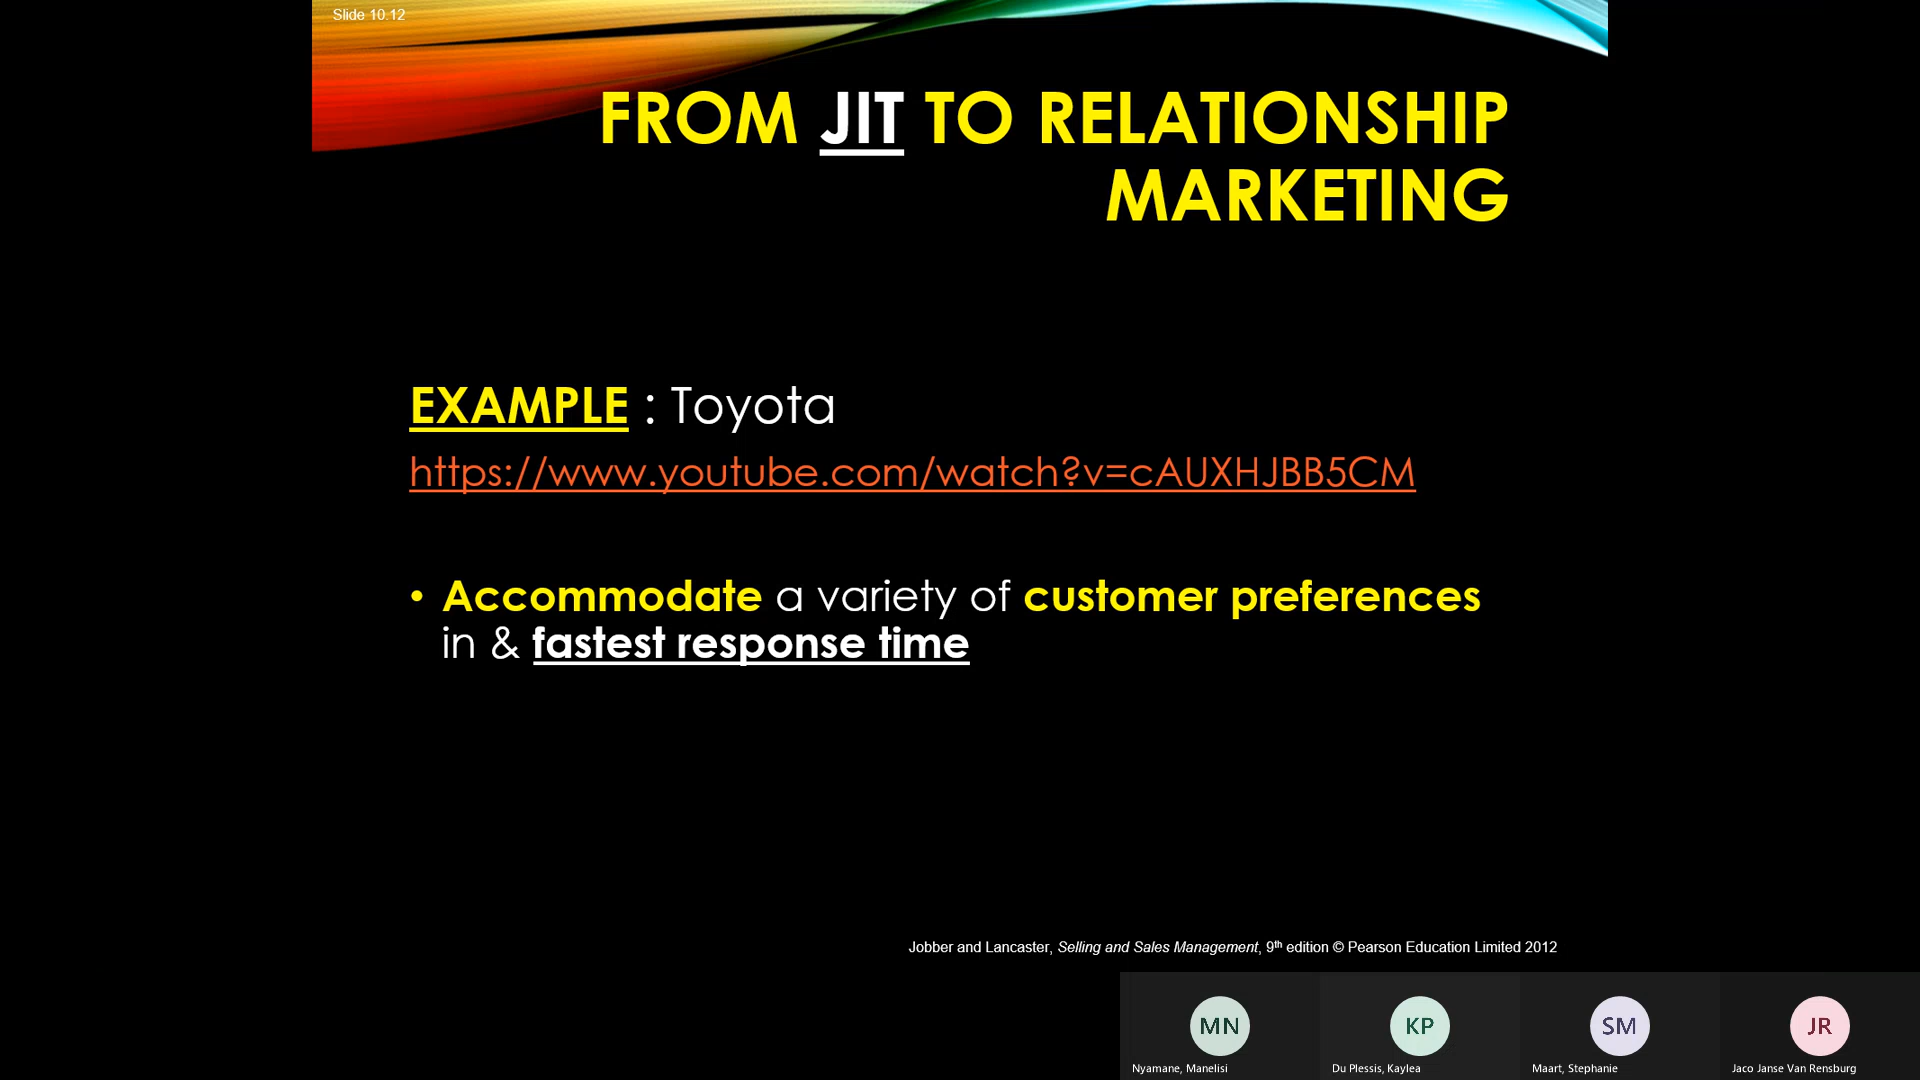 Slide 10.12
FROM JIT TO RELATIONSHIP
MARKETING
EXAMPLE : Toyota
https://www.youtube.com/watch?v=cAUXHJBB5CM
• Accommodate a variety of customer preferences
in & fastest response time
Jobber and Lancaster, Selling and Sales Management, 9th edition © Pearson Education Limited 2012
MN
KP
SM
JR
Nyamane, Manelisi
Du Plessis, Kaylea
Maart, Stephanie
Jaco Janse Van Rensburg